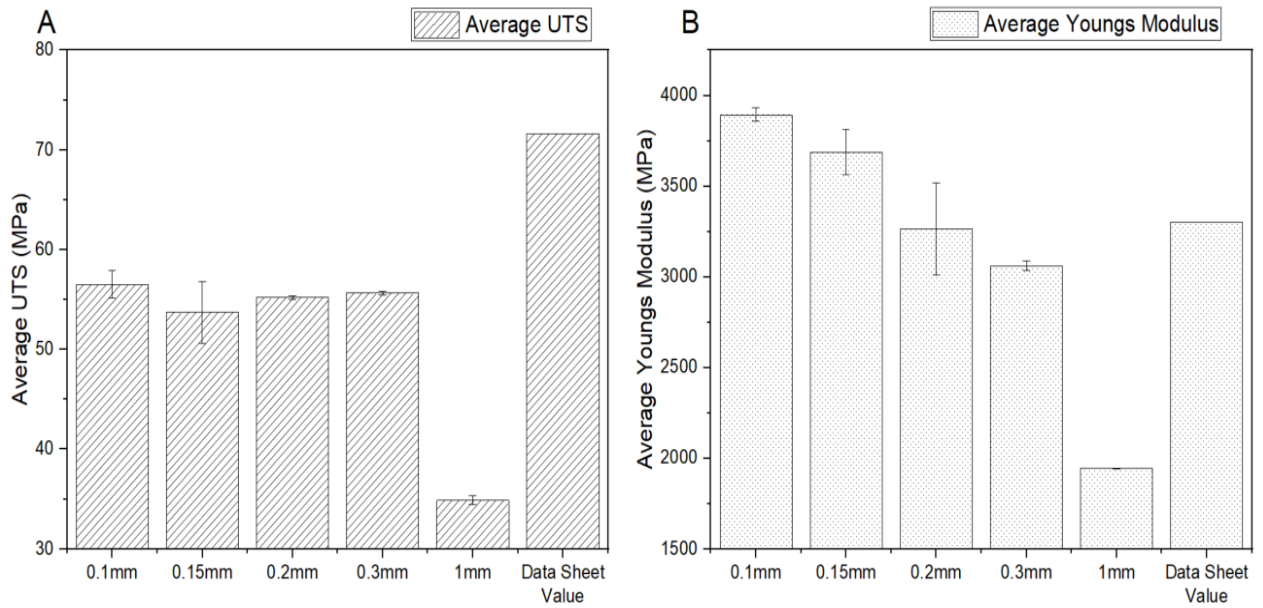 A
Average UTS
80
70
60
50
40
30
Average UTS (MPa)
0.1mm
0.15mm
0.2mm
0.3mm
1mm
Data Sheet
Value
B
Average Youngs Modulus
4000
3500
3000
2500
2000
1500
Average Youngs Modulus (MPa)
0.1mm
0.15mm
0.2mm
0.3mm
1mm
Data Sheet
Value